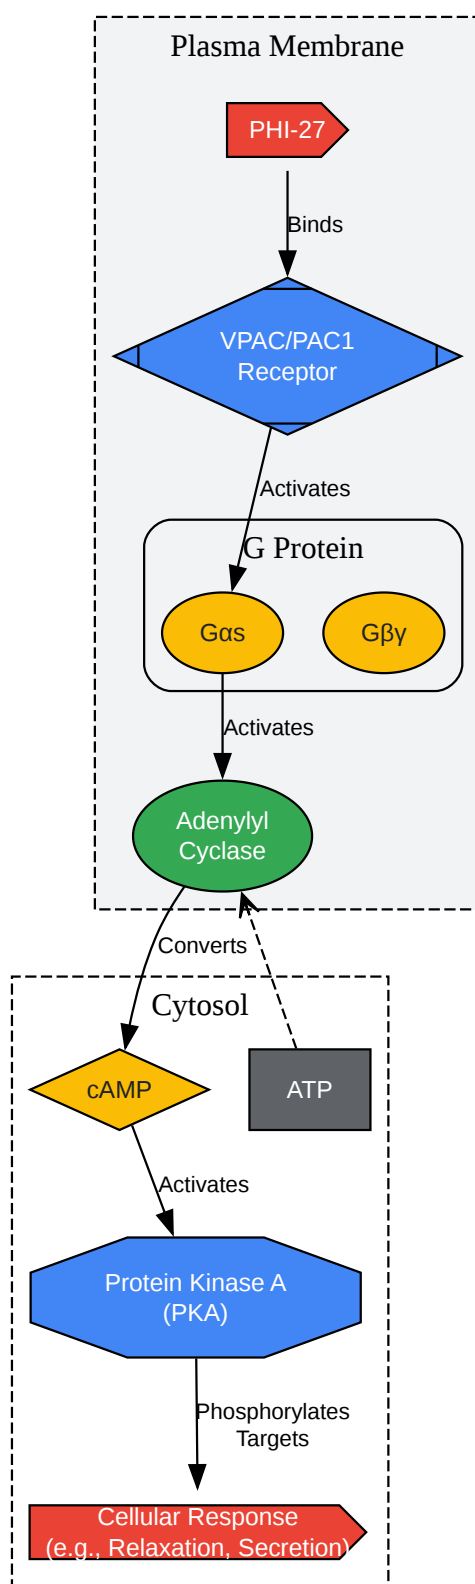 Plasma Membrane
PHI-27
Binds
VPAC/PAC1
Receptor
Activates
G Protein
Gαs
Gβγ
Activates
Adenylyl
Cyclase
Converts
Cytosol
cAMP
ATP
Activates
Protein Kinase A
(PKA)
Phosphorylates
Targets
Cellular Response
(e.g., Relaxation, Secretion)